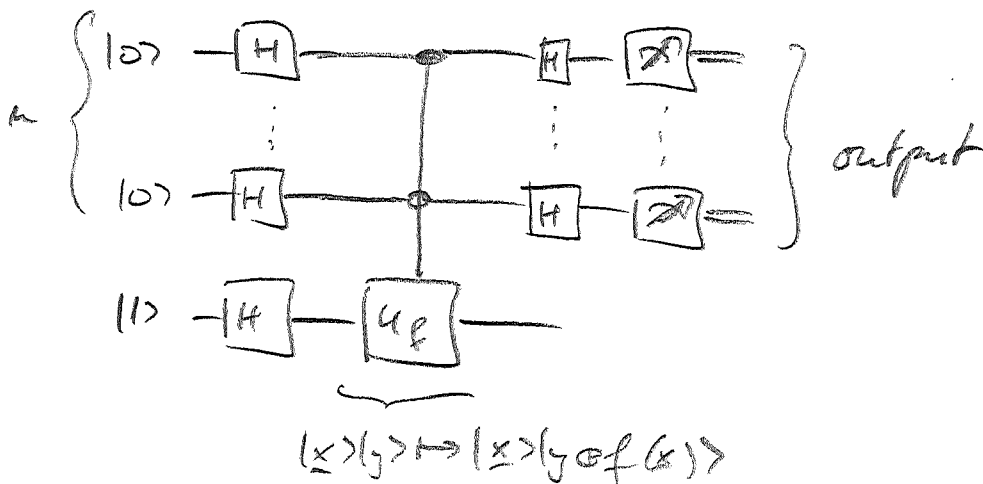 |0> H H
n
output
|0> H H
|1> H U_f
|x>|y> ↦ |x>|y⊕f(x)>